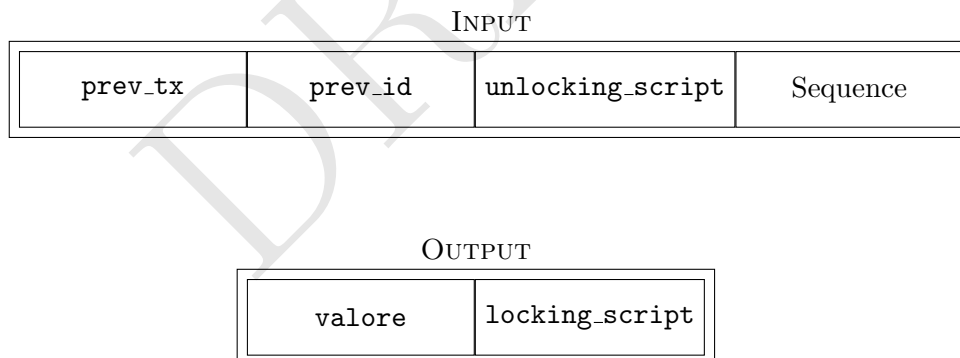 INPUT
prev_tx prev_id unlocking_script Sequence
OUTPUT
valore locking_script